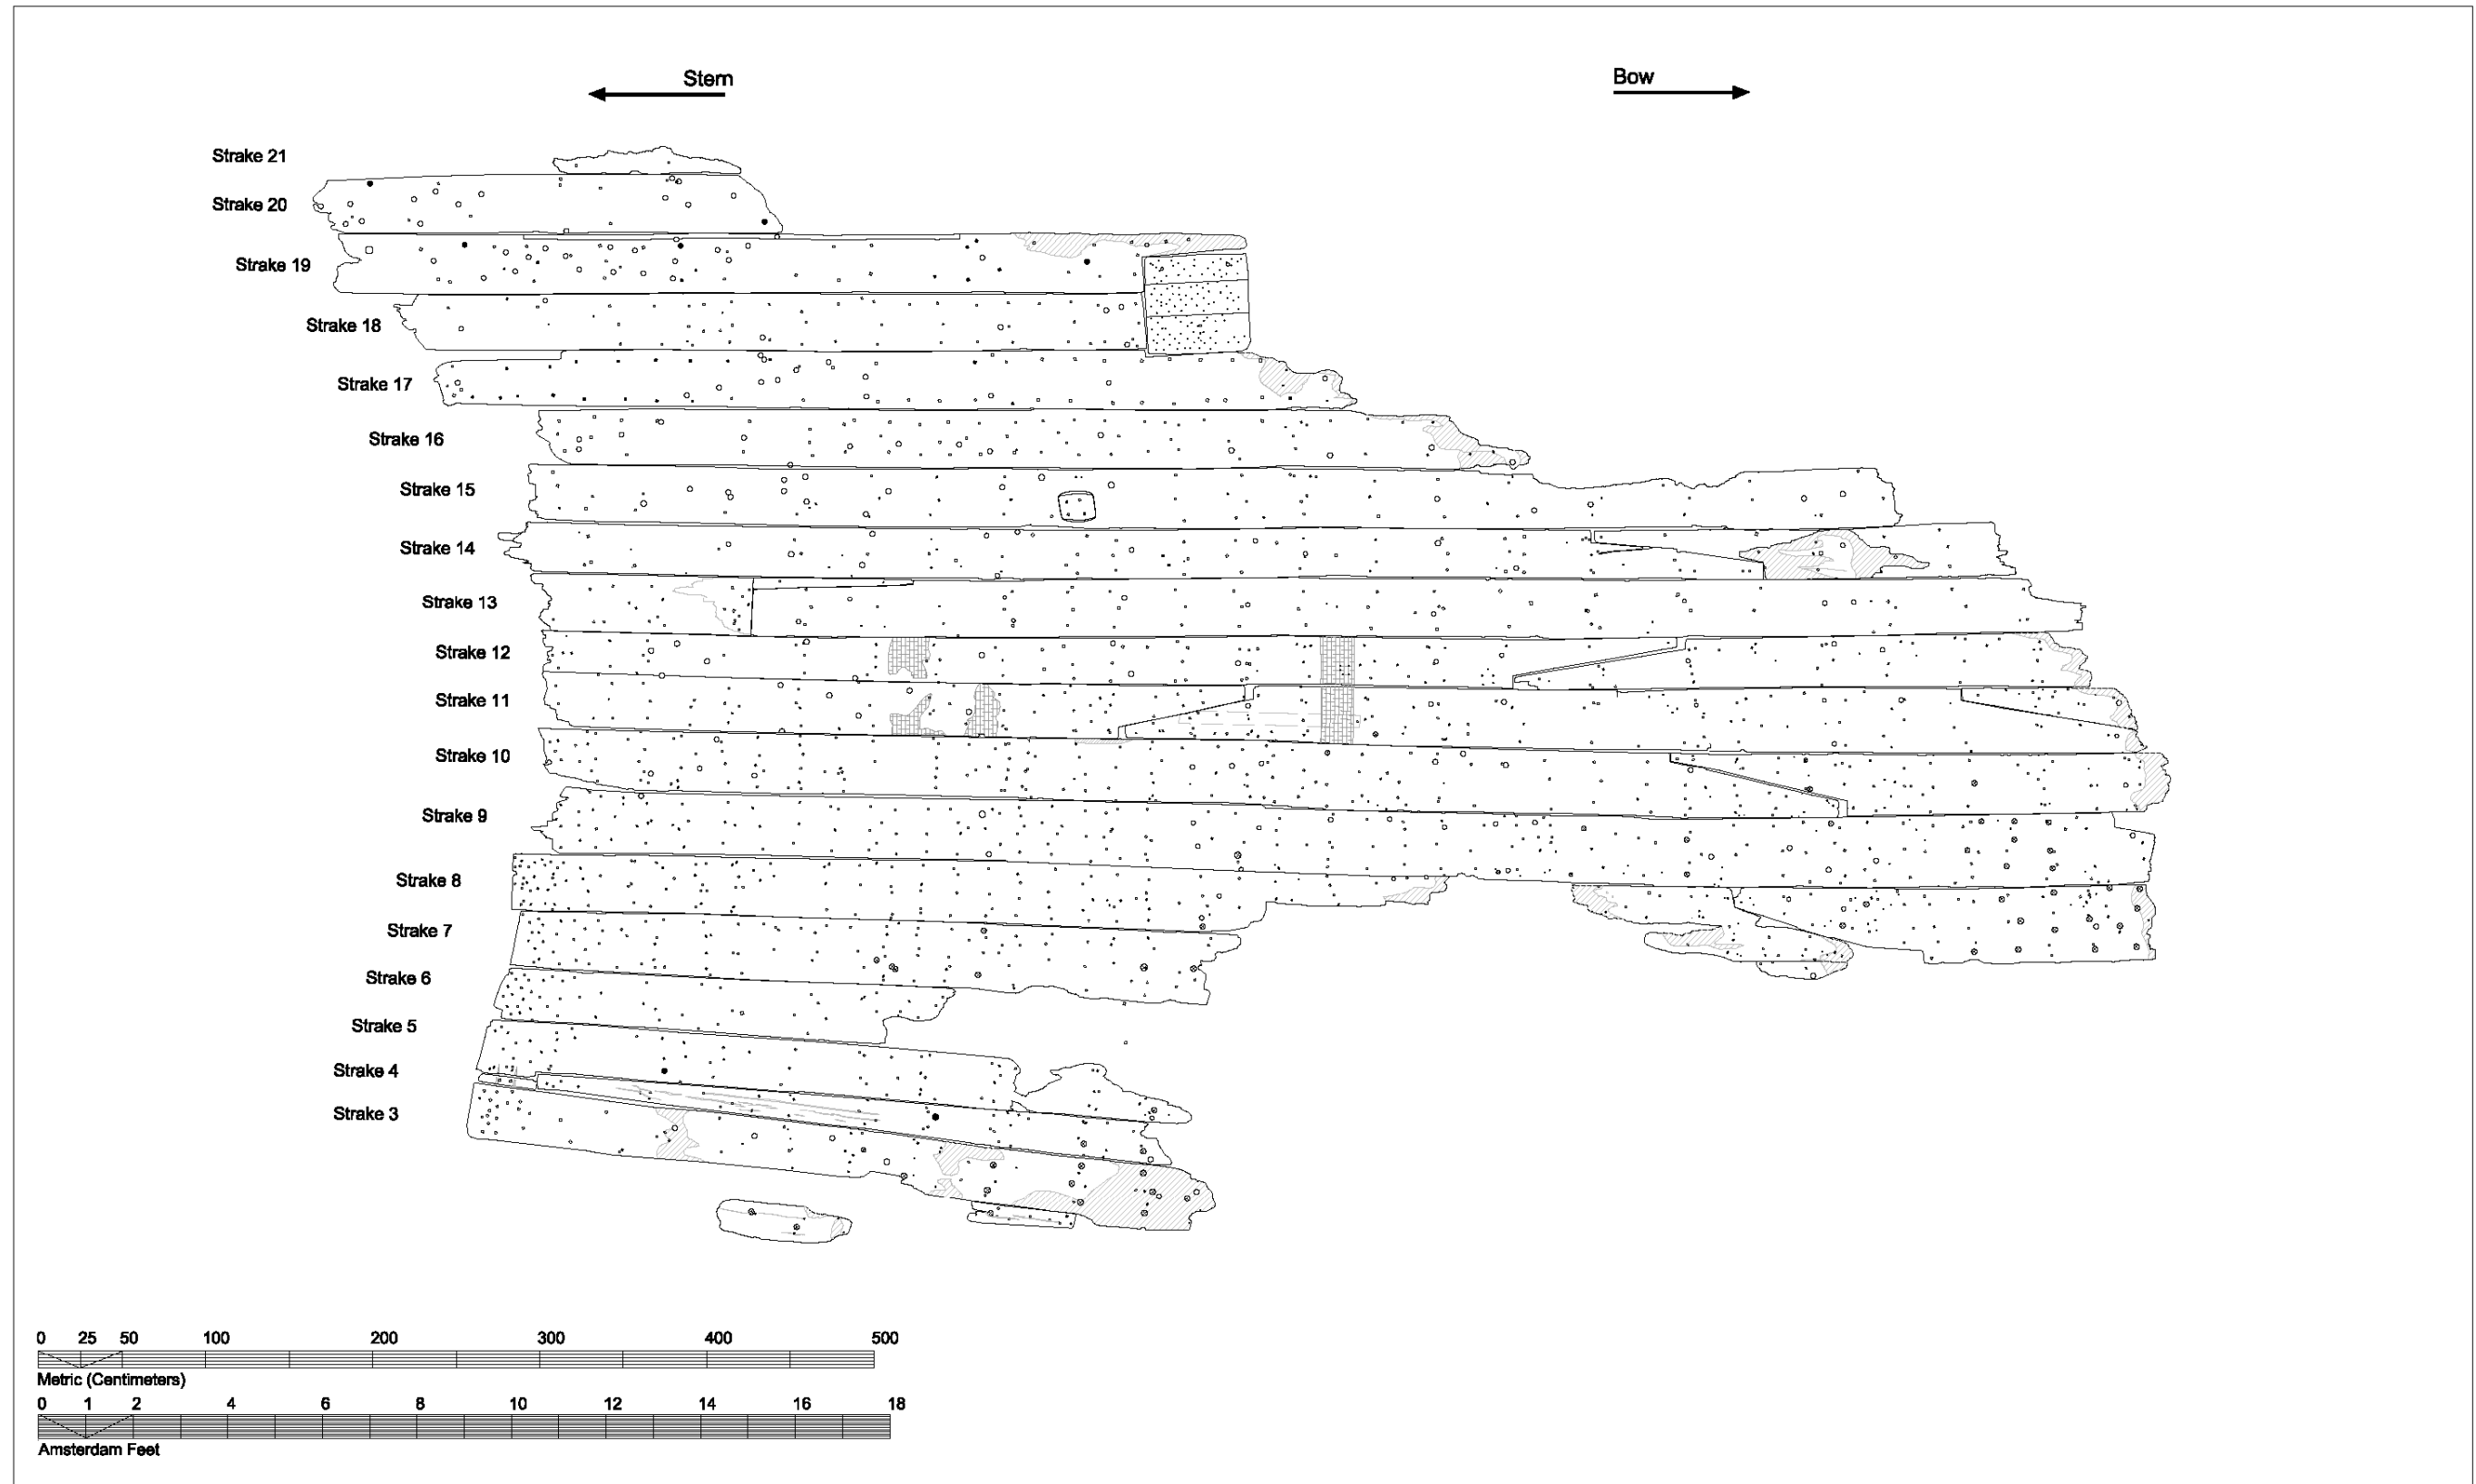 Stern
Bow
Strake 21
Strake 20
Strake 19
Strake 18
Strake 17
Strake 16
Strake 15
Strake 14
Strake 13
Strake 12
Strake 11
Strake 10
Strake 9
Strake 8
Strake 7
Strake 6
Strake 5
Strake 4
Strake 3
0 25 50 100 200 300 400 500
Metric (Centimeters)
0 1 2 4 6 8 10 12 14 16 18
Amsterdam Feet